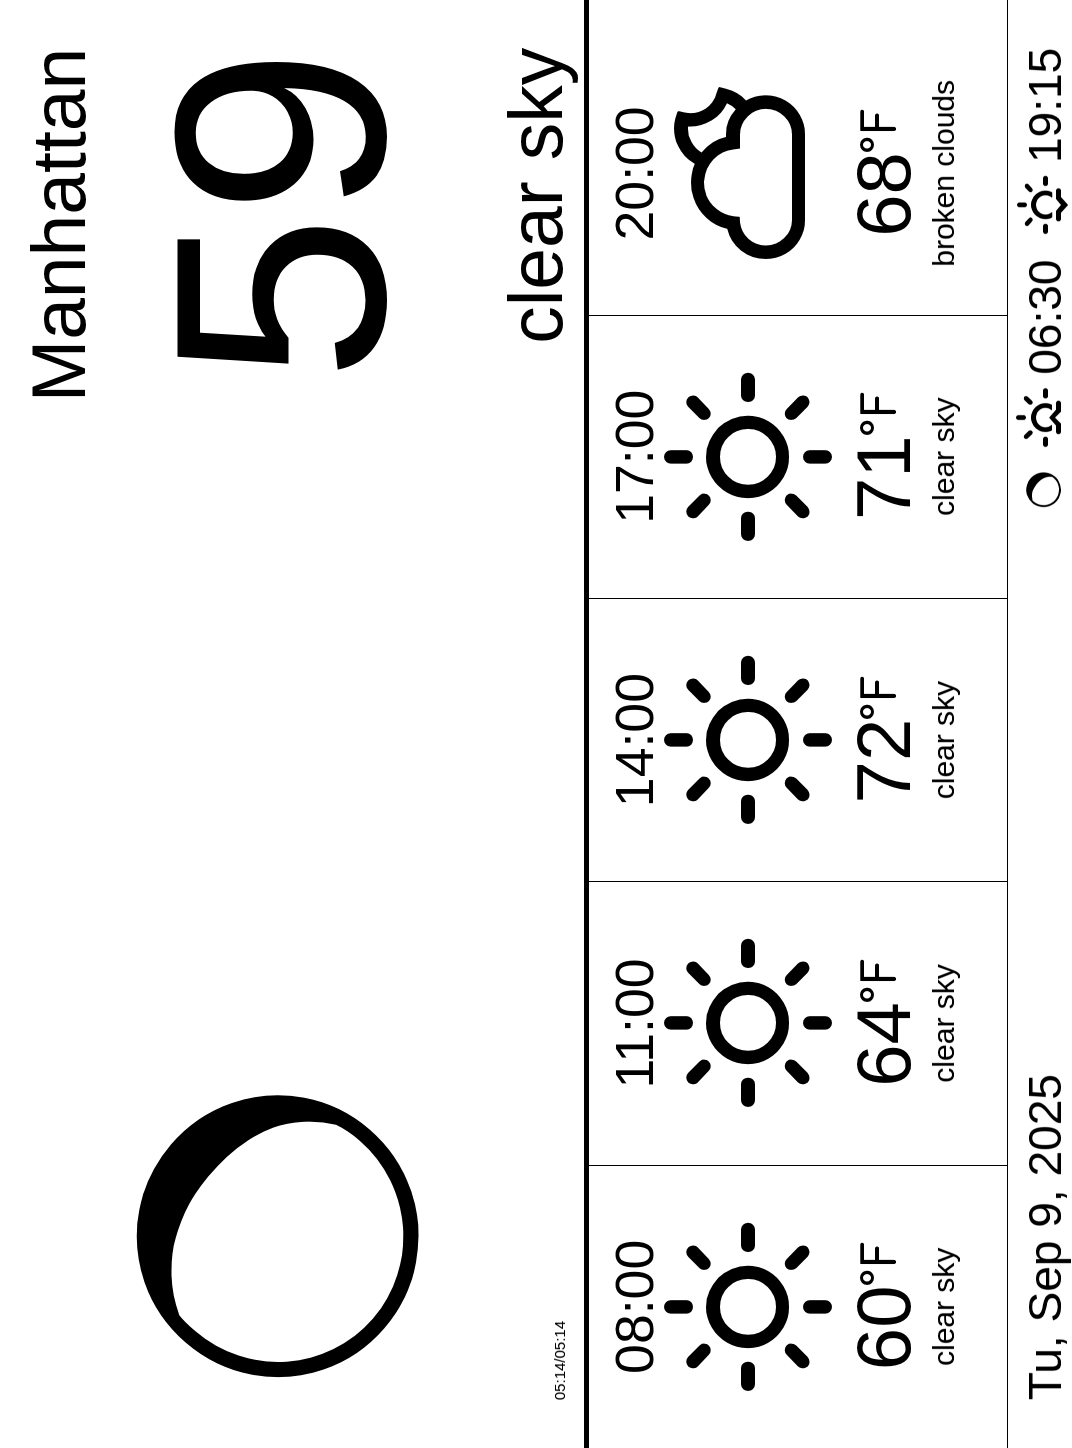 Manhattan
59
clear sky
05:14/05:14
08:00
60°F
clear sky
11:00
64°F
clear sky
14:00
72°F
clear sky
17:00
71°F
clear sky
20:00
68°F
broken clouds
Tu, Sep 9, 2025
06:30 19:15